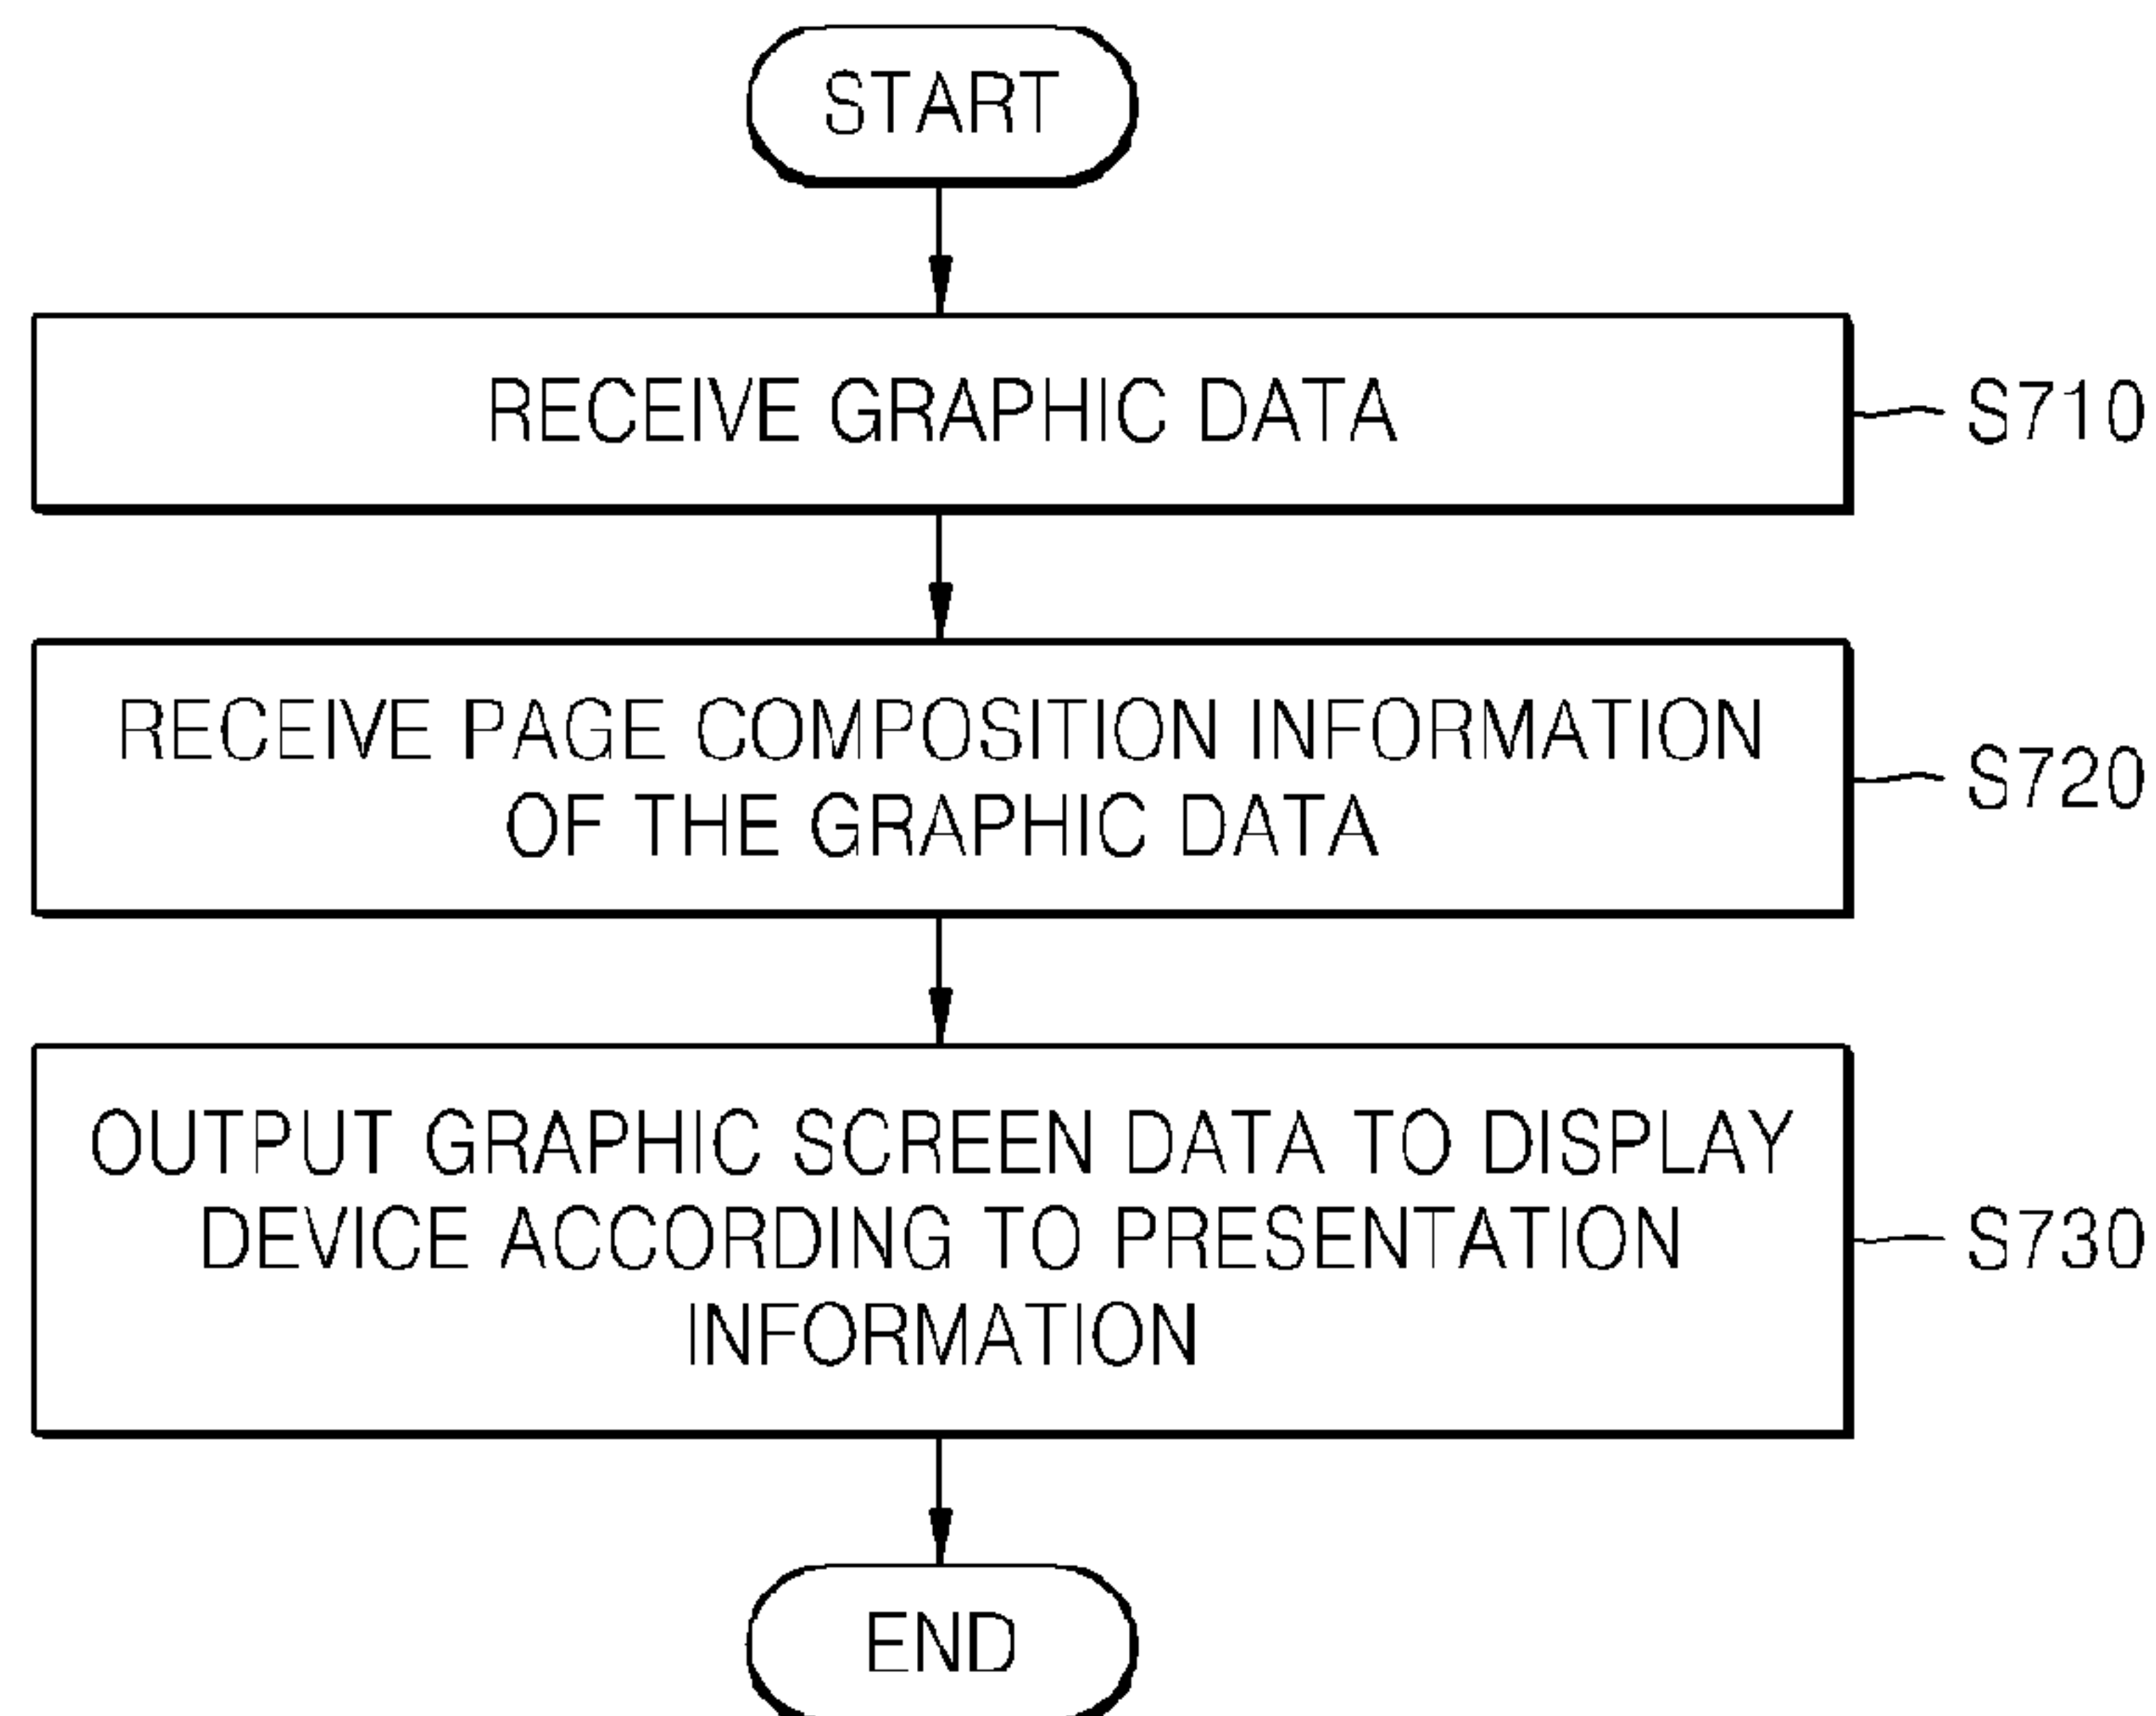 START
RECEIVE GRAPHIC DATA
S710
RECEIVE PAGE COMPOSITION INFORMATION
OF THE GRAPHIC DATA
S720
OUTPUT GRAPHIC SCREEN DATA TO DISPLAY
DEVICE ACCORDING TO PRESENTATION
INFORMATION
S730
END